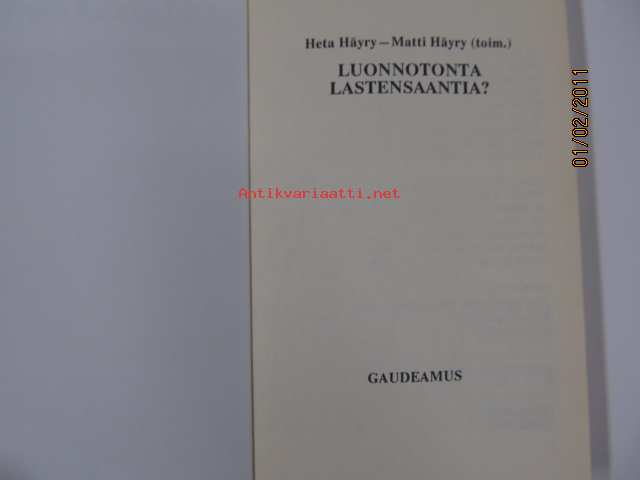 Heta Häyry – Matti Häyry (toim.)
LUONNOTONTA
LASTENSAANTIA?
Antikvariaatti.net
GAUDEAMUS
01/02/2011